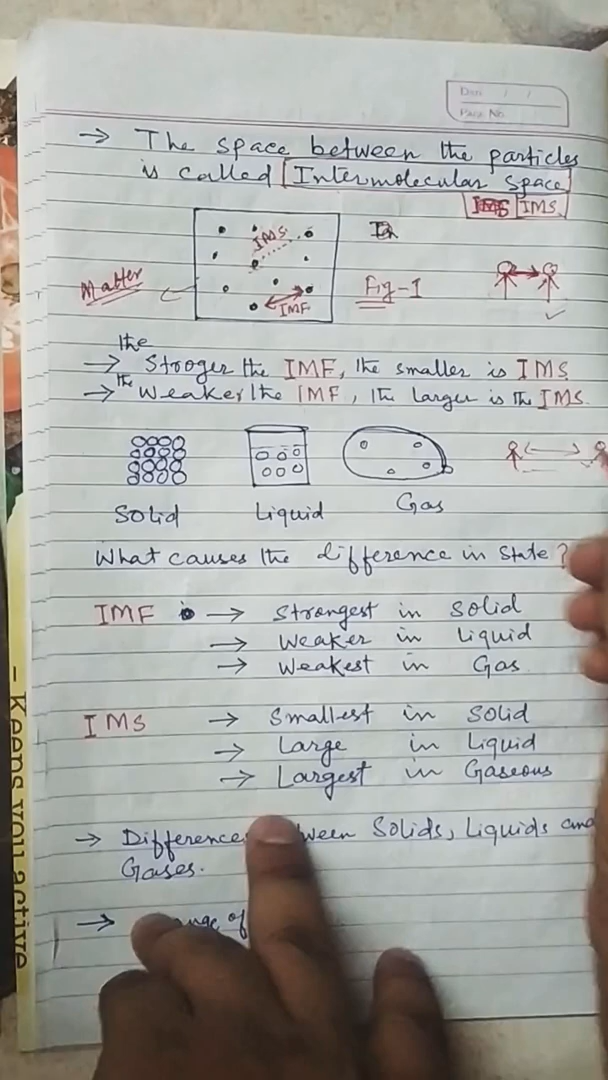 Date / /
Page No.
→ The space between the particles
is called Intermolecular Space
IMS
IMS
Matter
IMF
Fig-1
the
→ Stroger the IMF, the smaller is IMS
→ the Weaker the IMF, the larger is the IMS
Solid Liquid Gas
What causes the difference in state?
IMF → Strongest in Solid
→ Weaker in Liquid
→ Weakest in Gas
IMS → Smallest in Solid
→ Large in Liquid
→ Largest in Gaseous
→ Difference Solids, Liquids and
Gases.
→ of
- Keeps you active